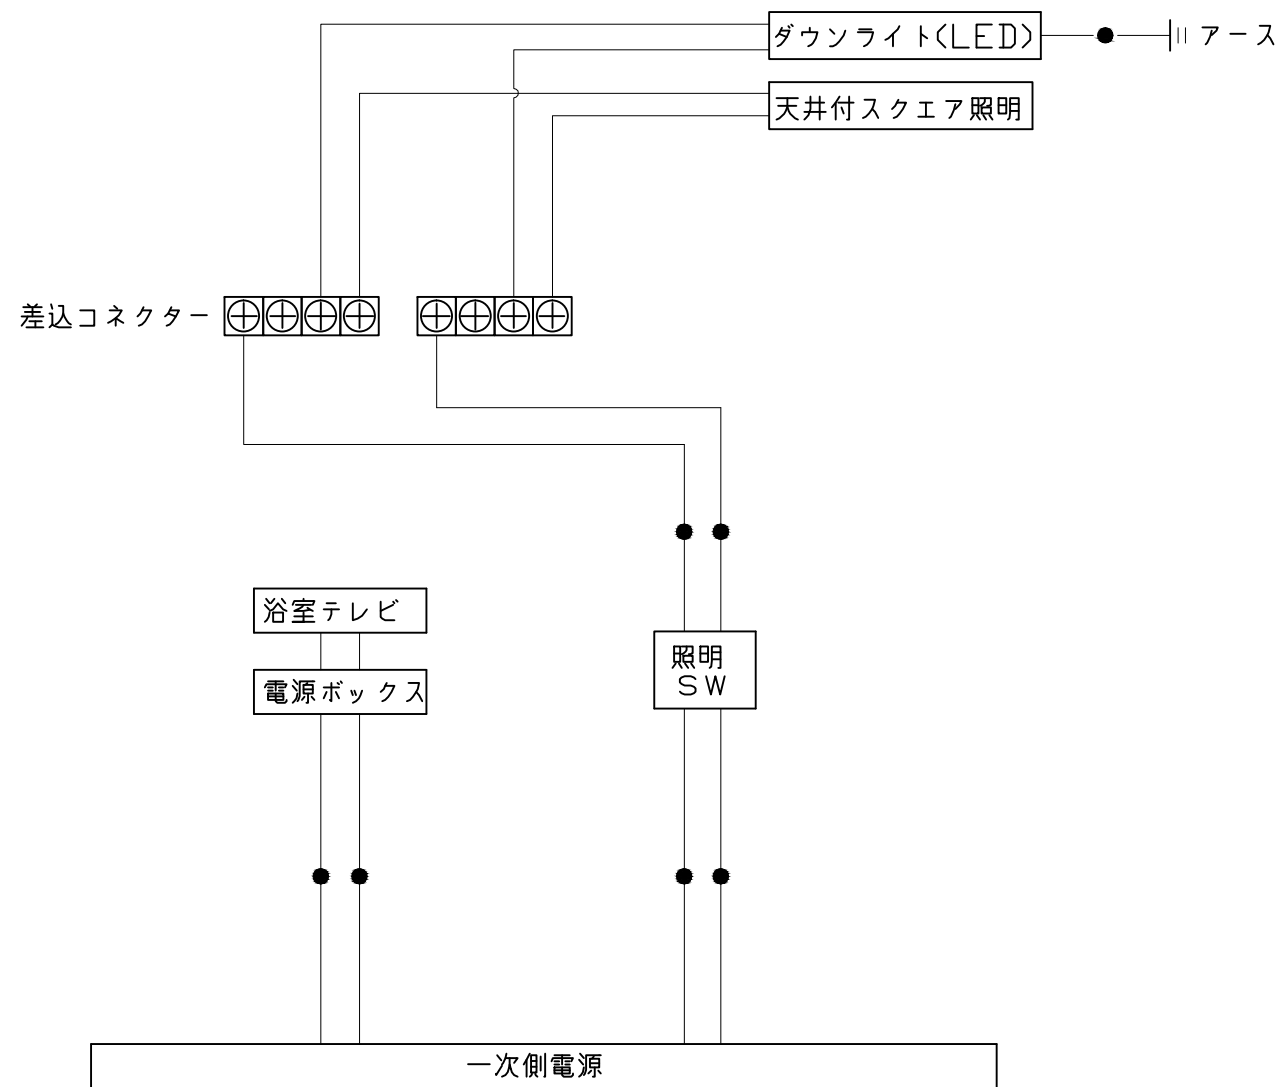 ダウンライト(LED)
アース
天井付スクエア照明
差込コネクター
浴室テレビ
電源ボックス
照明
SW
一次側電源